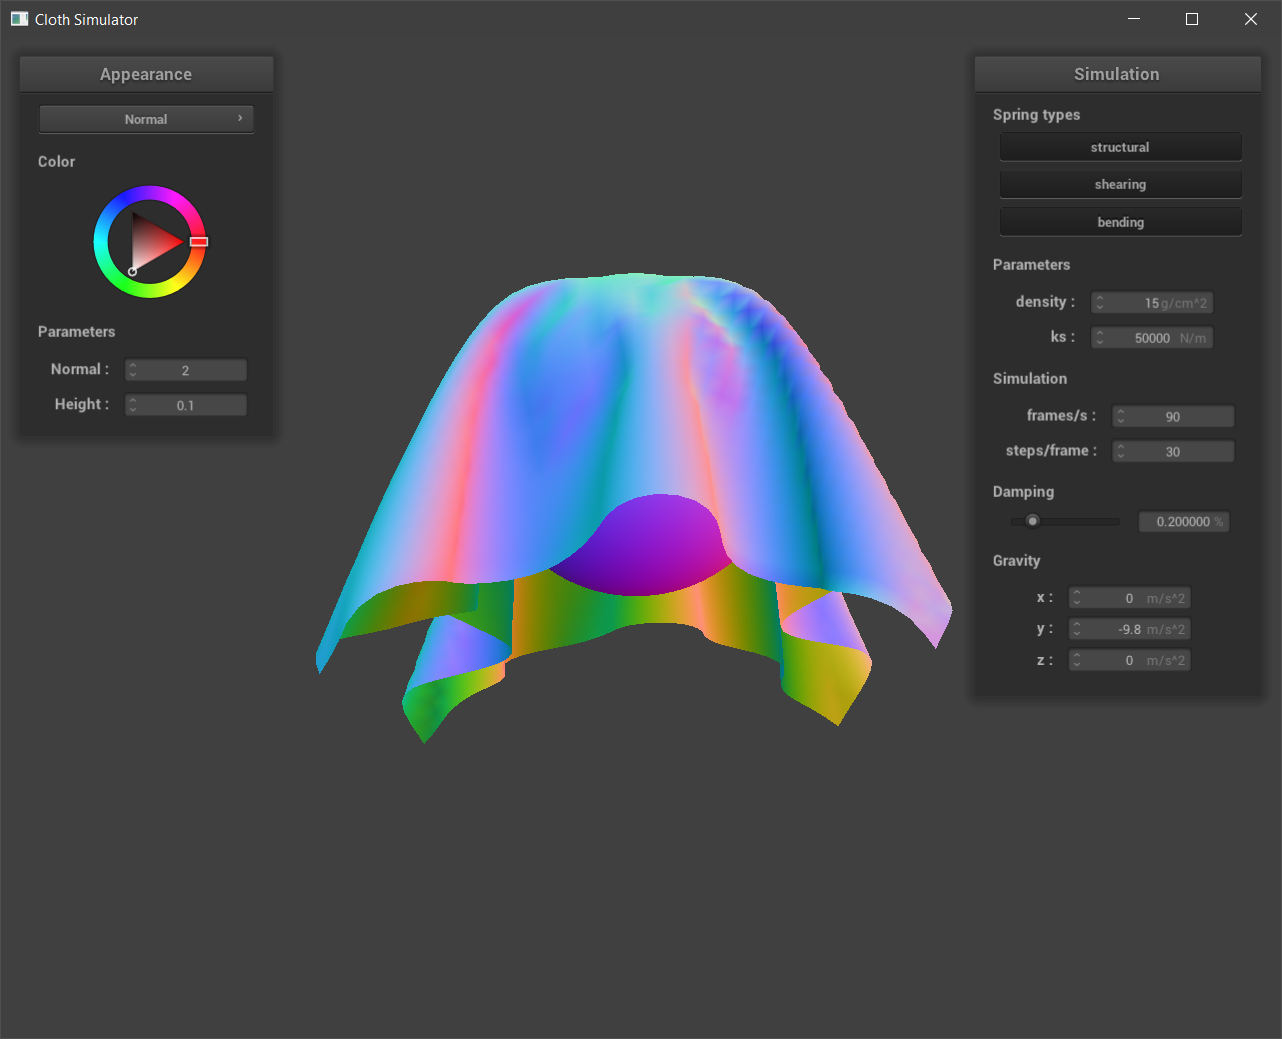 Cloth Simulator
Appearance
Normal
Color
Parameters
Normal : 2
Height : 0.1
Simulation
Spring types
structural
shearing
bending
Parameters
density : 15 g/cm^2
ks : 50000 N/m
Simulation
frames/s : 90
steps/frame : 30
Damping
0.200000 %
Gravity
x : 0 m/s^2
y : -9.8 m/s^2
z : 0 m/s^2